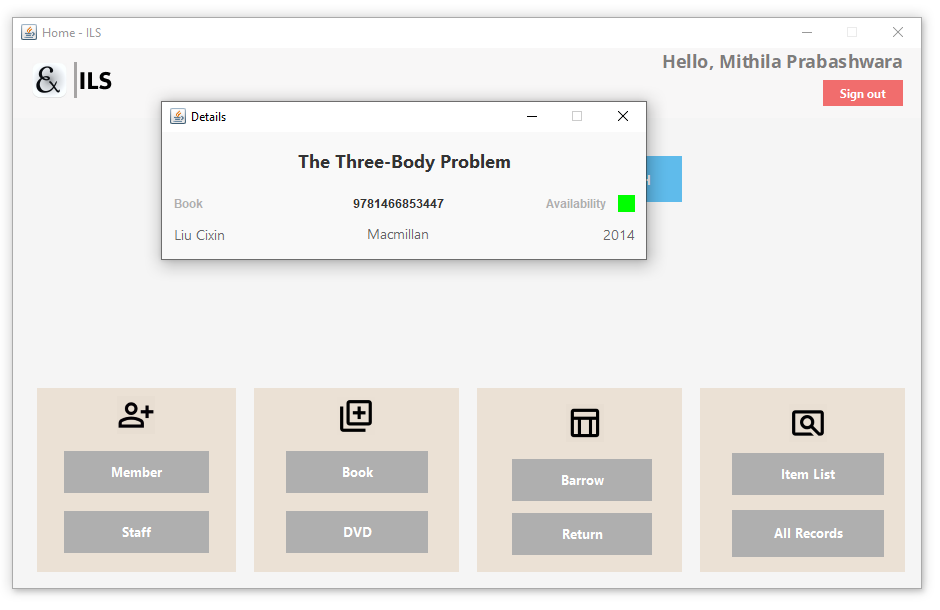 Home - ILS
Hello, Mithila Prabashwara
& ILS
Sign out
Details
The Three-Body Problem
Book 9781466853447 Availability
Liu Cixin Macmillan 2014
Member Book Barrow Item List
Staff DVD Return All Records